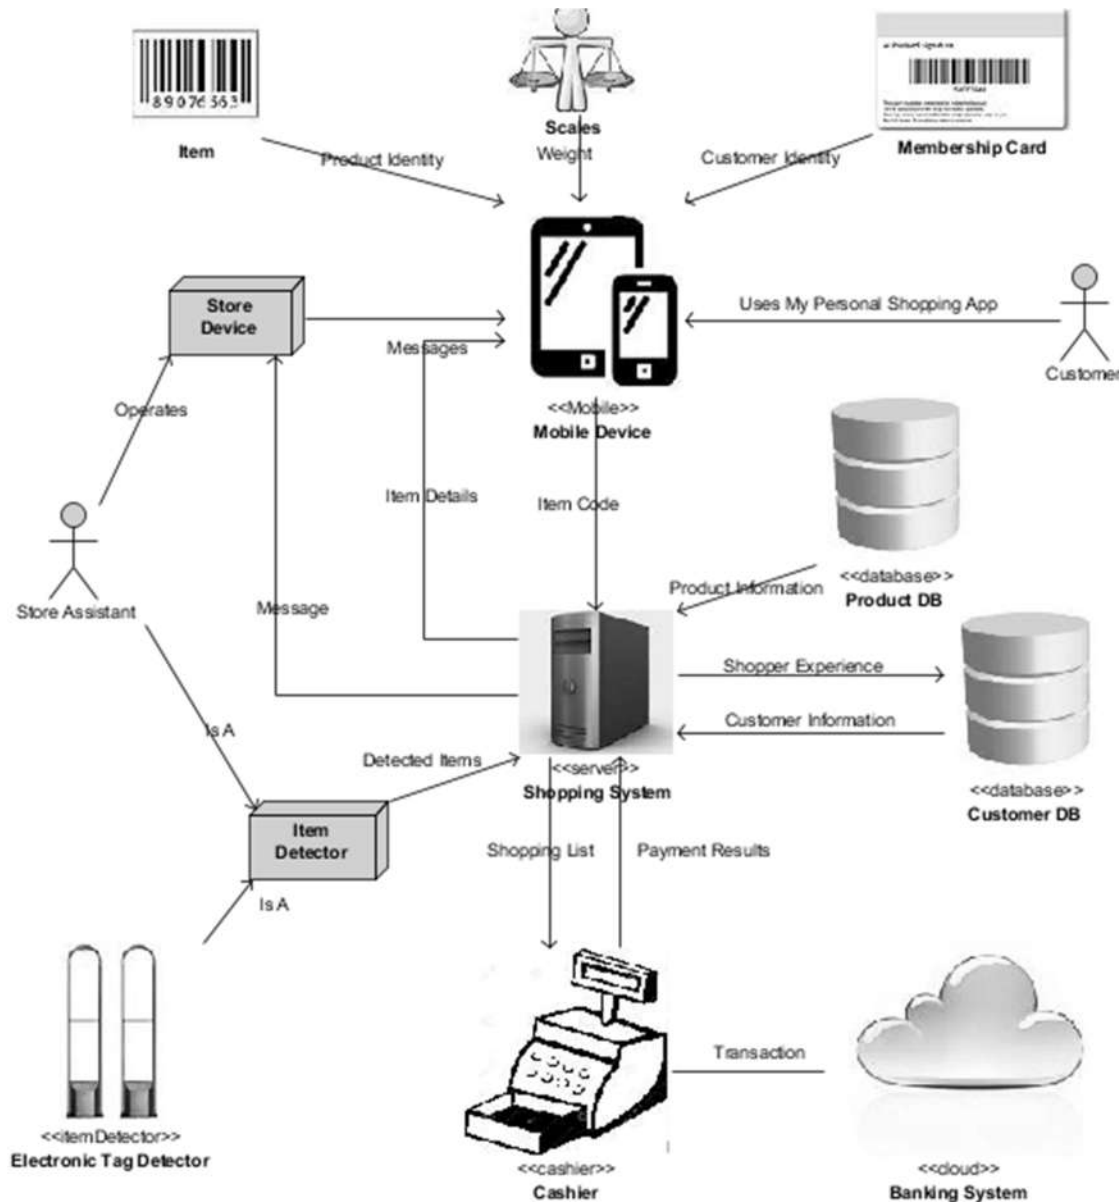 89076563
Item
Scales
Membership Card
Product Identity
Weight
Customer Identity
Store
Device
Uses My Personal Shopping App
Messages
Customer
Operates
<<Mobile>>
Mobile Device
Item Details
Item Code
<<database>>
Product DB
Store Assistant
Message
Product Information
Shopper Experience
Customer Information
Is A
Detected Items
<<server>>
Shopping System
<<database>>
Customer DB
Item
Detector
Shopping List
Payment Results
Is A
Transaction
<<itemDetector>>
Electronic Tag Detector
<<cashier>>
Cashier
<<cloud>>
Banking System